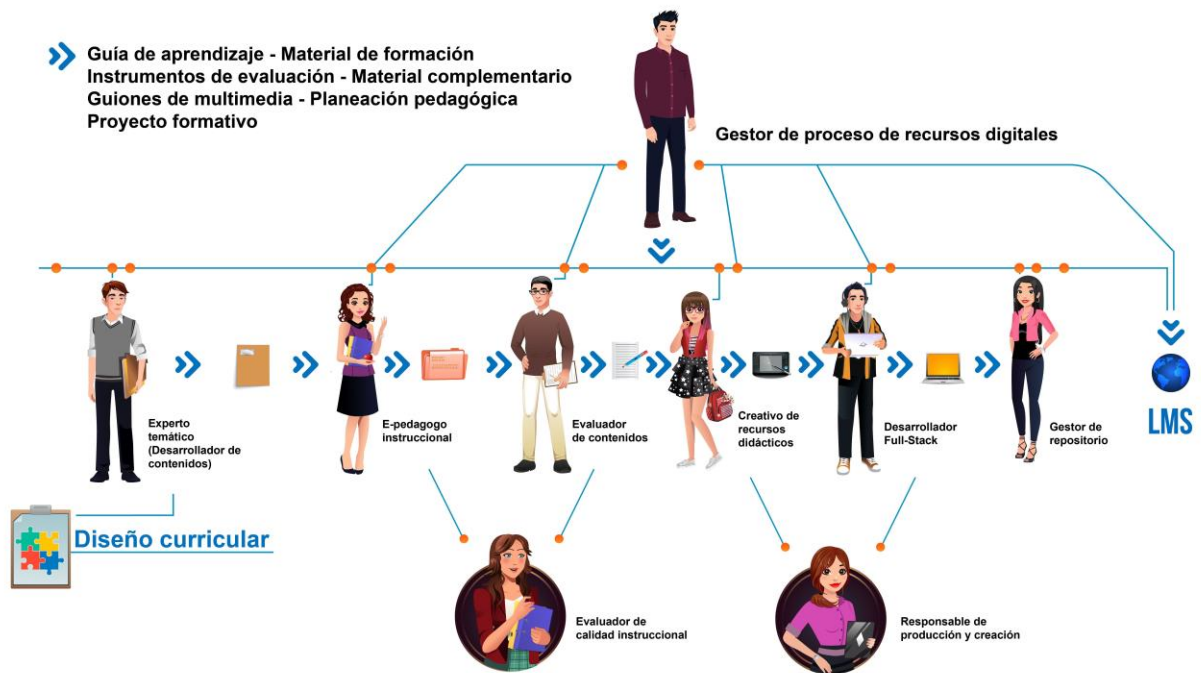 Guía de aprendizaje - Material de formación
Instrumentos de evaluación - Material complementario
Guiones de multimedia - Planeación pedagógica
Proyecto formativo
Gestor de proceso de recursos digitales
Experto
temático
(Desarrollador de
contenidos)
E-pedagogo
instruccional
Evaluador
de contenidos
Creativo de
recursos
didácticos
Desarrollador
Full-Stack
Gestor de
repositorio
LMS
Diseño curricular
Evaluador de
calidad instruccional
Responsable de
producción y creación